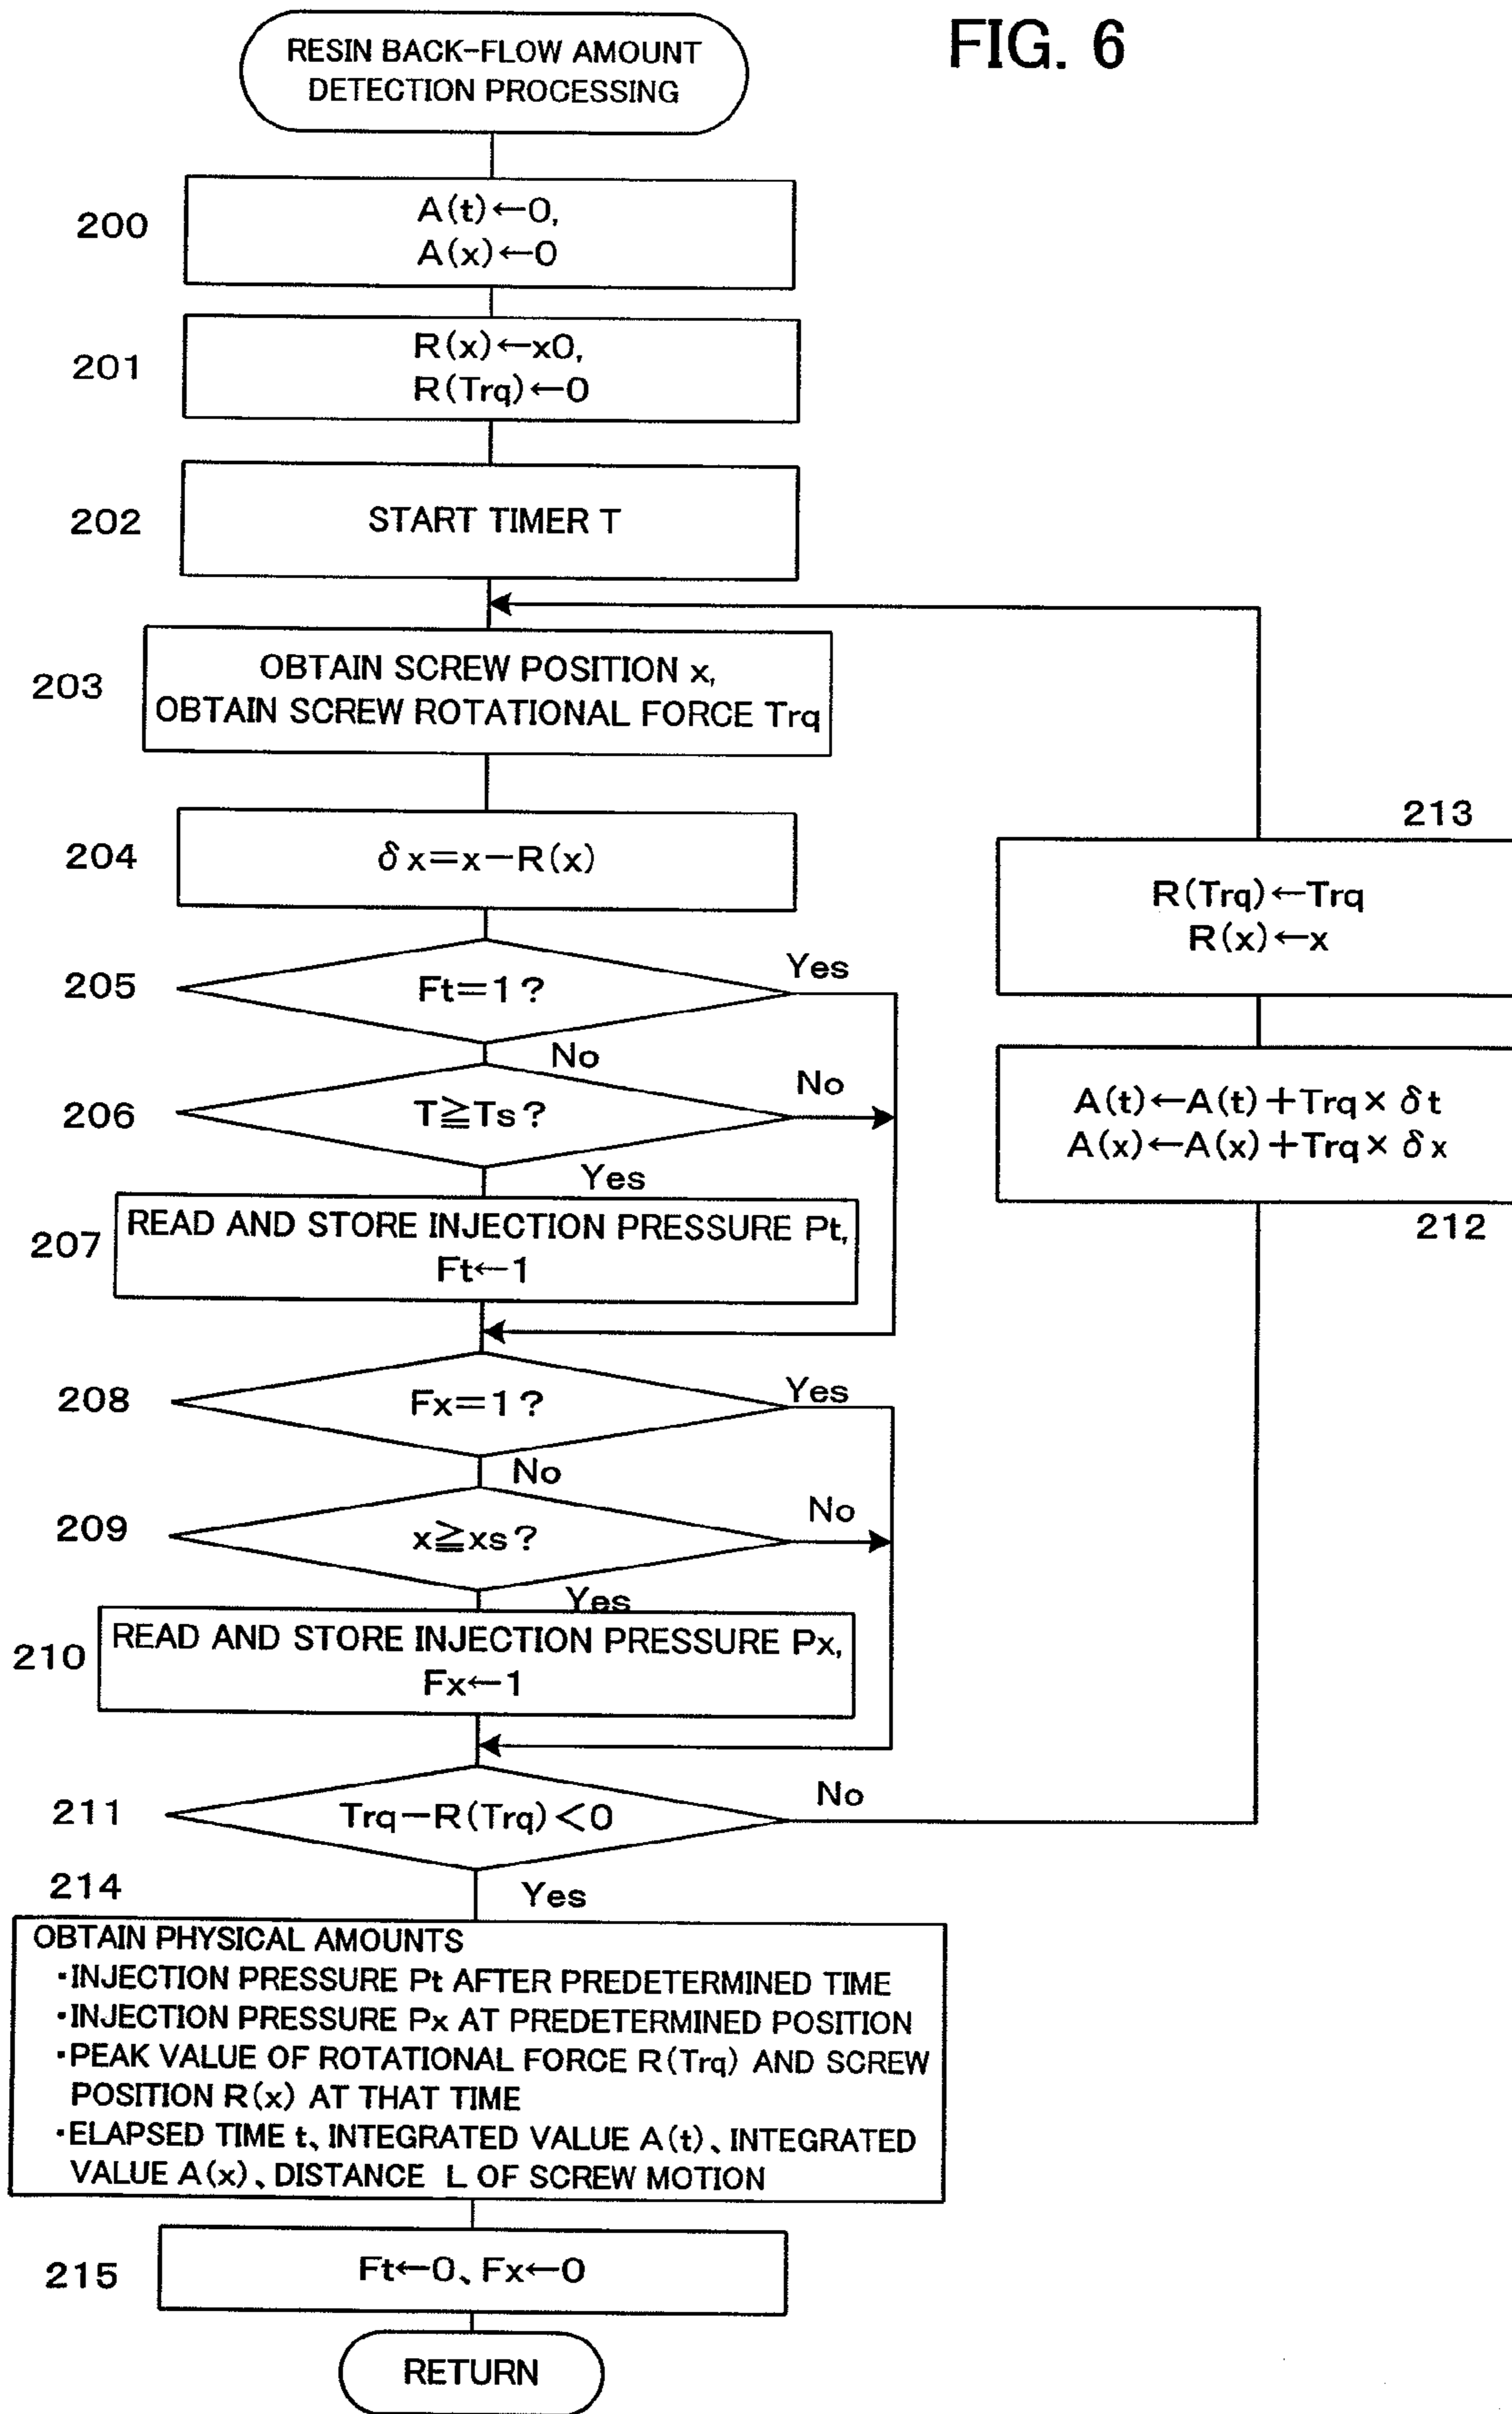 FIG. 6
RESIN BACK-FLOW AMOUNT
DETECTION PROCESSING
200
A(t)←0,
A(x)←0
201
R(x)←x0,
R(Trq)←0
202
START TIMER T
203
OBTAIN SCREW POSITION x,
OBTAIN SCREW ROTATIONAL FORCE Trq
204
δx=x−R(x)
205
Ft=1?
Yes
No
206
T≧Ts?
No
Yes
207
READ AND STORE INJECTION PRESSURE Pt,
Ft←1
208
Fx=1?
Yes
No
209
x≧xs?
No
Yes
210
READ AND STORE INJECTION PRESSURE Px,
Fx←1
211
Trq−R(Trq)<0
No
Yes
213
R(Trq)←Trq
R(x)←x
A(t)←A(t)+Trq×δt
A(x)←A(x)+Trq×δx
212
214
OBTAIN PHYSICAL AMOUNTS
・INJECTION PRESSURE Pt AFTER PREDETERMINED TIME
・INJECTION PRESSURE Px AT PREDETERMINED POSITION
・PEAK VALUE OF ROTATIONAL FORCE R(Trq) AND SCREW
POSITION R(x) AT THAT TIME
・ELAPSED TIME t、INTEGRATED VALUE A(t)、INTEGRATED
VALUE A(x)、DISTANCE L OF SCREW MOTION
215
Ft←0、Fx←0
RETURN